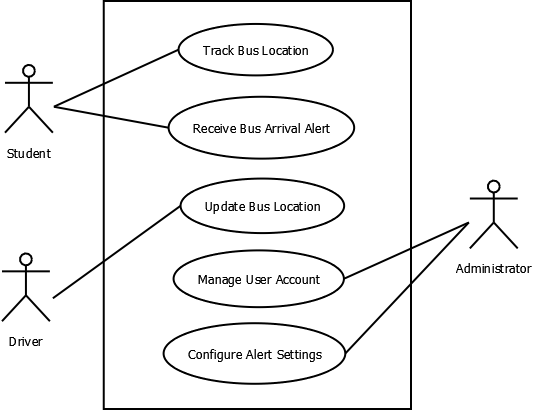 Track Bus Location
Receive Bus Arrival Alert
Student
Update Bus Location
Administrator
Manage User Account
Driver
Configure Alert Settings